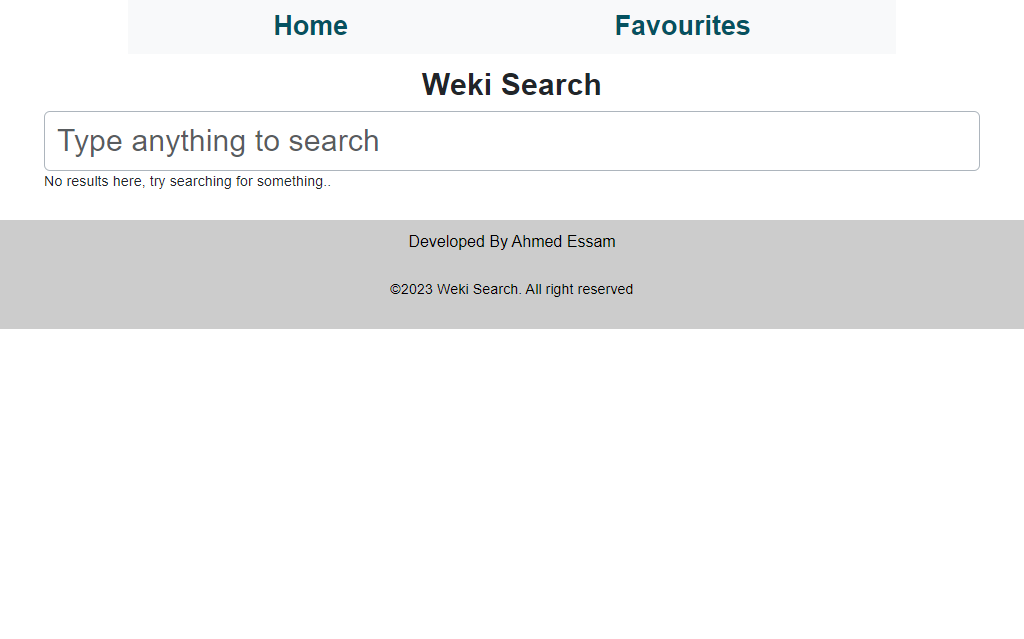 Home Favourites
Weki Search
Type anything to search
No results here, try searching for something..
Developed By Ahmed Essam
©2023 Weki Search. All right reserved